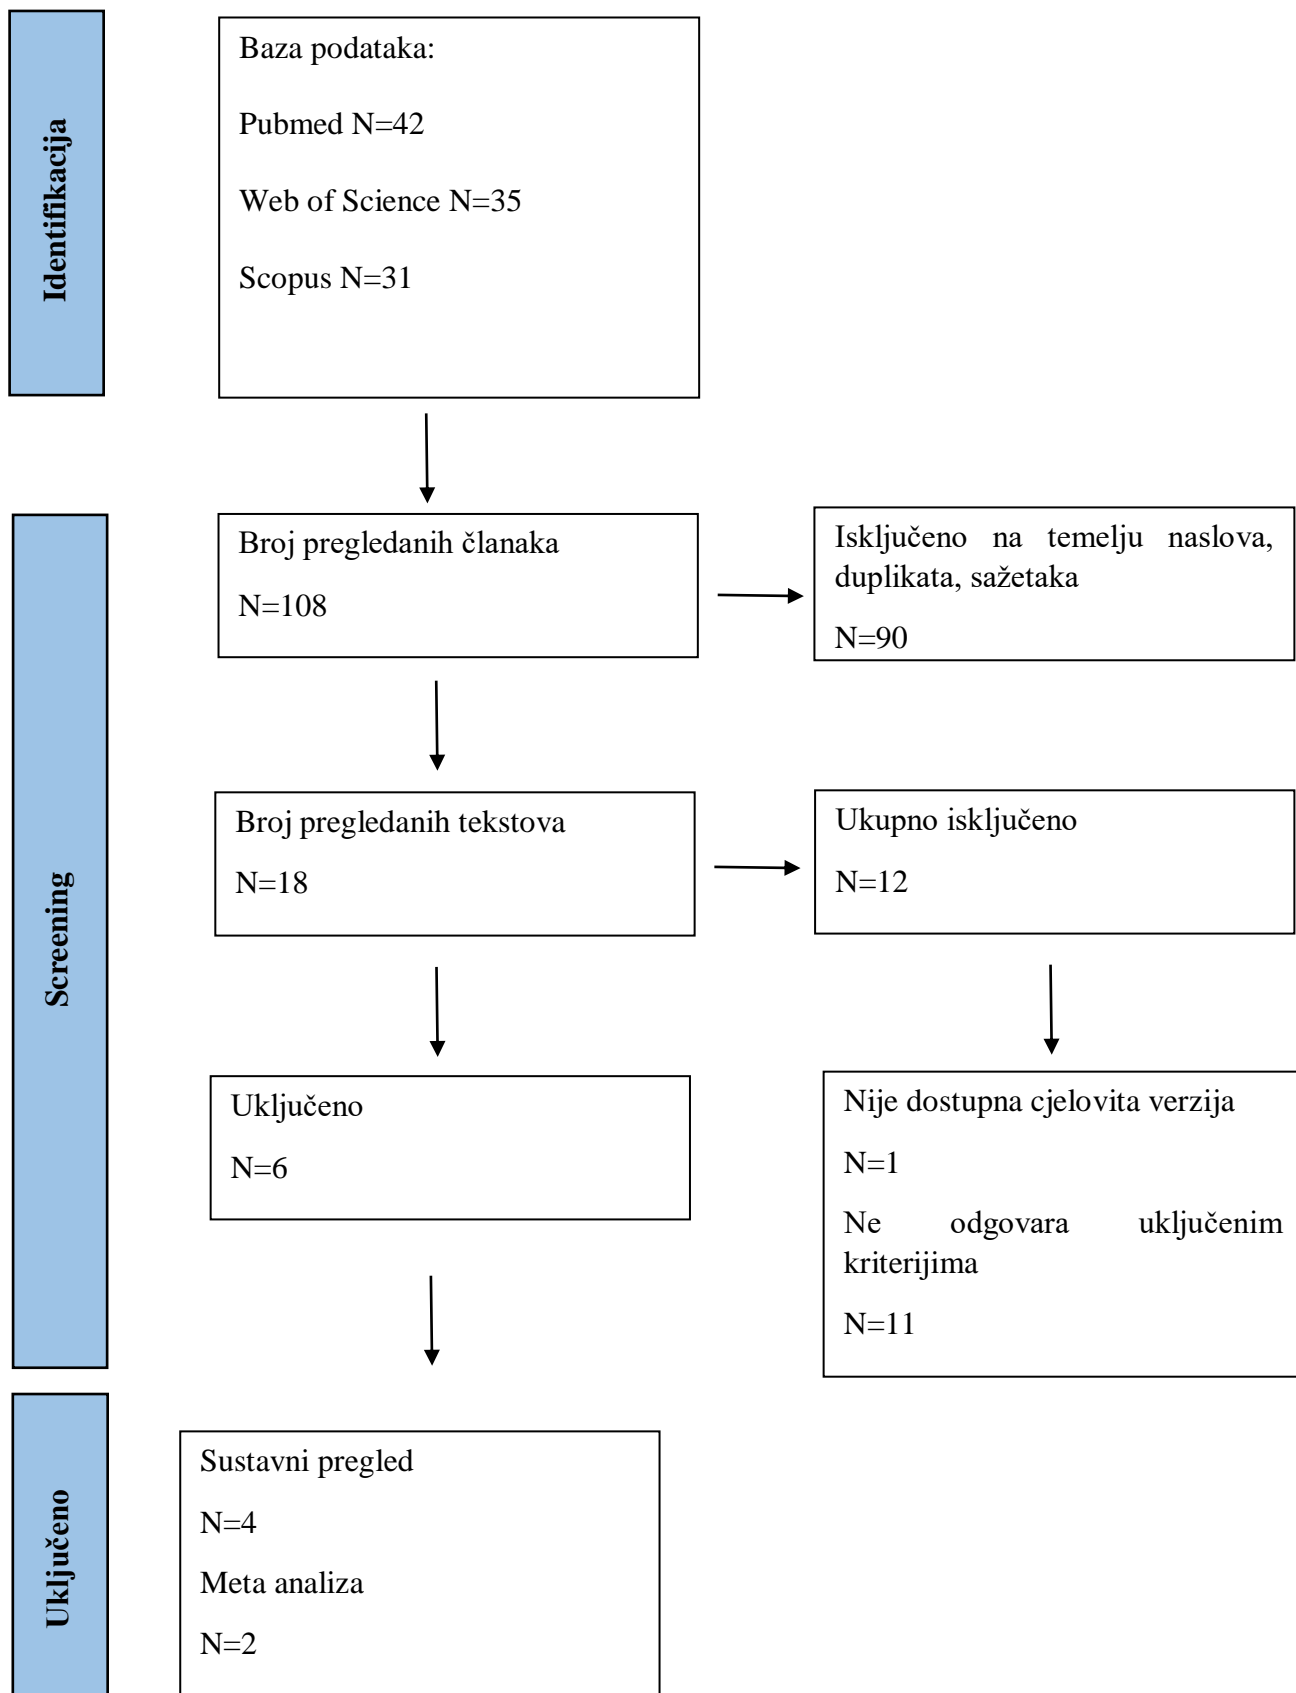 Identifikacija
Baza podataka:
Pubmed N=42
Web of Science N=35
Scopus N=31
Screening
Broj pregledanih članaka
N=108
Isključeno na temelju naslova,
duplikata, sažetaka
N=90
Broj pregledanih tekstova
N=18
Ukupno isključeno
N=12
Uključeno
N=6
Nije dostupna cjelovita verzija
N=1
Ne odgovara uključenim
kriterijima
N=11
Uključeno
Sustavni pregled
N=4
Meta analiza
N=2